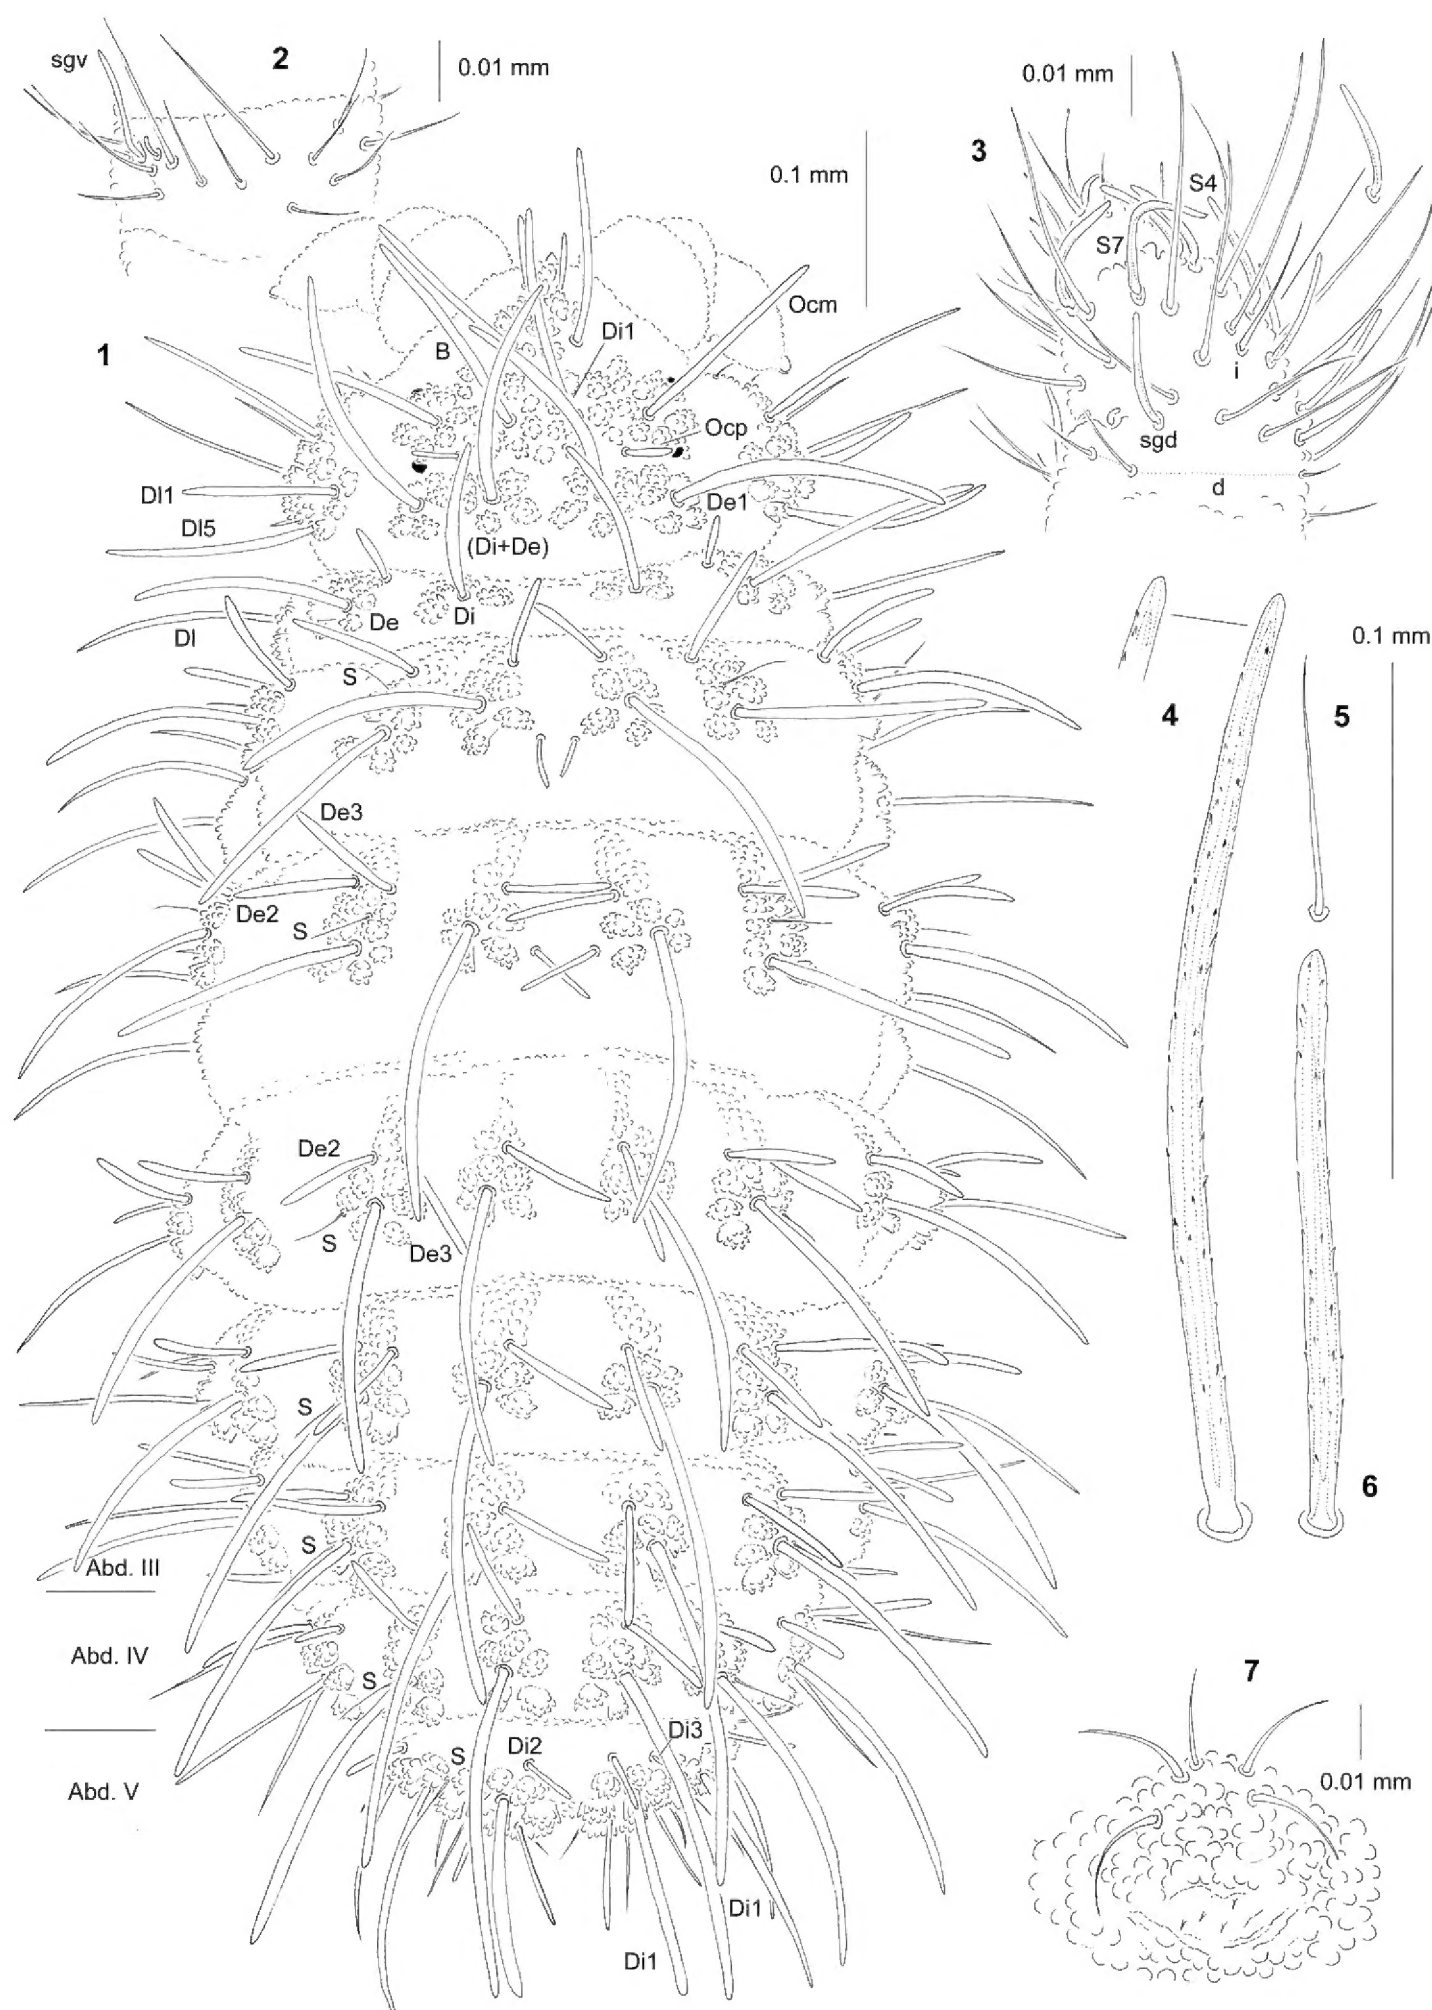 sgv
2
0.01 mm
0.01 mm
3
0.1 mm
S4
S7
Ocm
Di1
B
1
i
Ocp
sgd
Dl1
De1
d
Dl5
(Di+De)
De
Di
Dl
0.1 mm
S
4
5
De3
De2
S
De2
S
De3
S
6
S
Abd. III
Abd. IV
S
7
Di3
S
Di2
Abd. V
0.01 mm
Di1
Di1